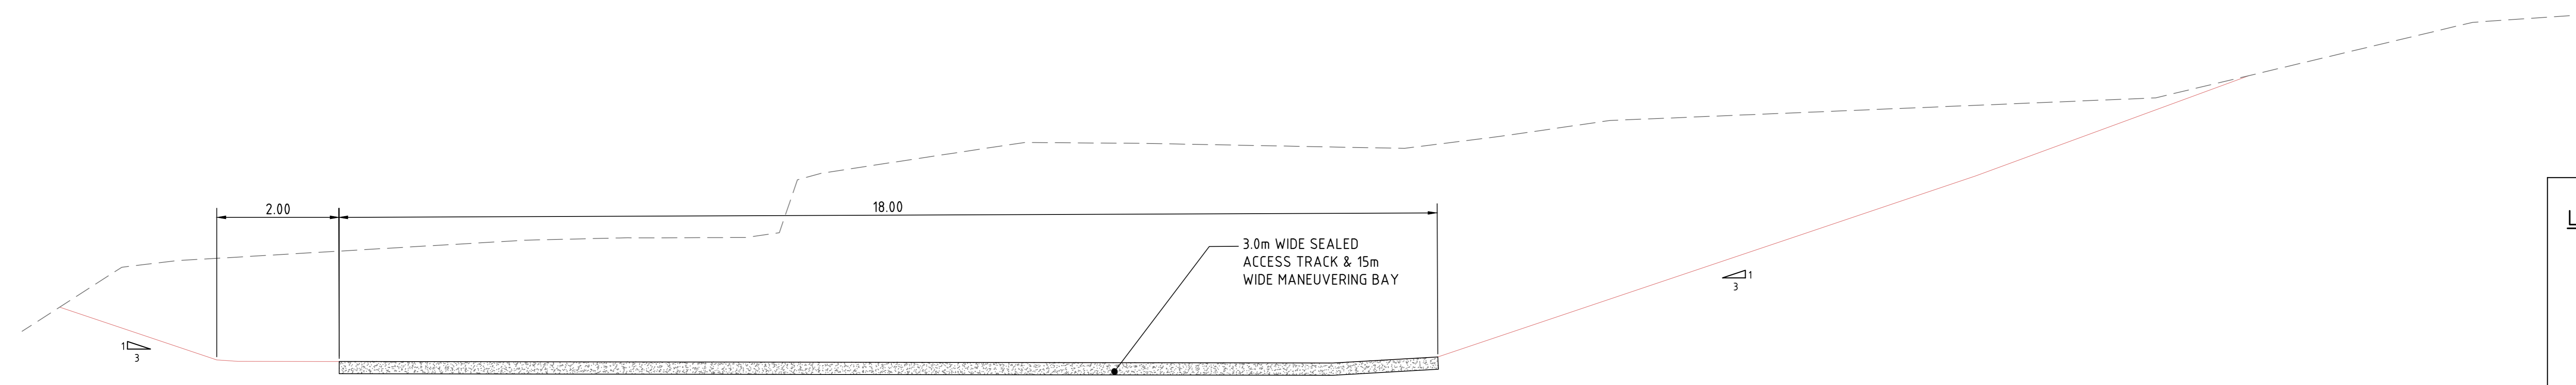 2.00
18.00
3.0m WIDE SEALED
ACCESS TRACK & 15m
WIDE MANEUVERING BAY
1
3
1
3
L